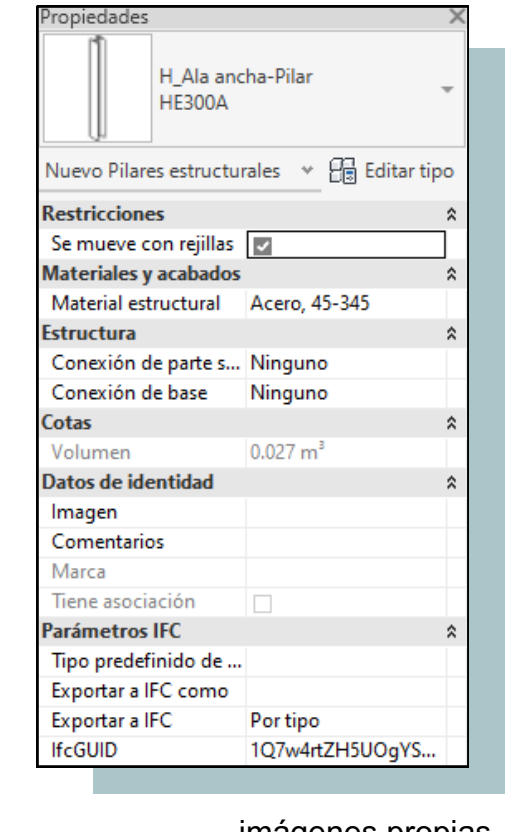 Propiedades
H_Ala ancha-Pilar
HE300A
Nuevo Pilares estructurales
Editar tipo
Restricciones
Se mueve con rejillas
Materiales y acabados
Material estructural Acero, 45-345
Estructura
Conexión de parte s... Ninguno
Conexión de base Ninguno
Cotas
Volumen 0.027 m³
Datos de identidad
Imagen
Comentarios
Marca
Tiene asociación
Parámetros IFC
Tipo predefinido de ...
Exportar a IFC como
Exportar a IFC Por tipo
IfcGUID 1Q7w4rtZH5UOgYS...
imágenes propias